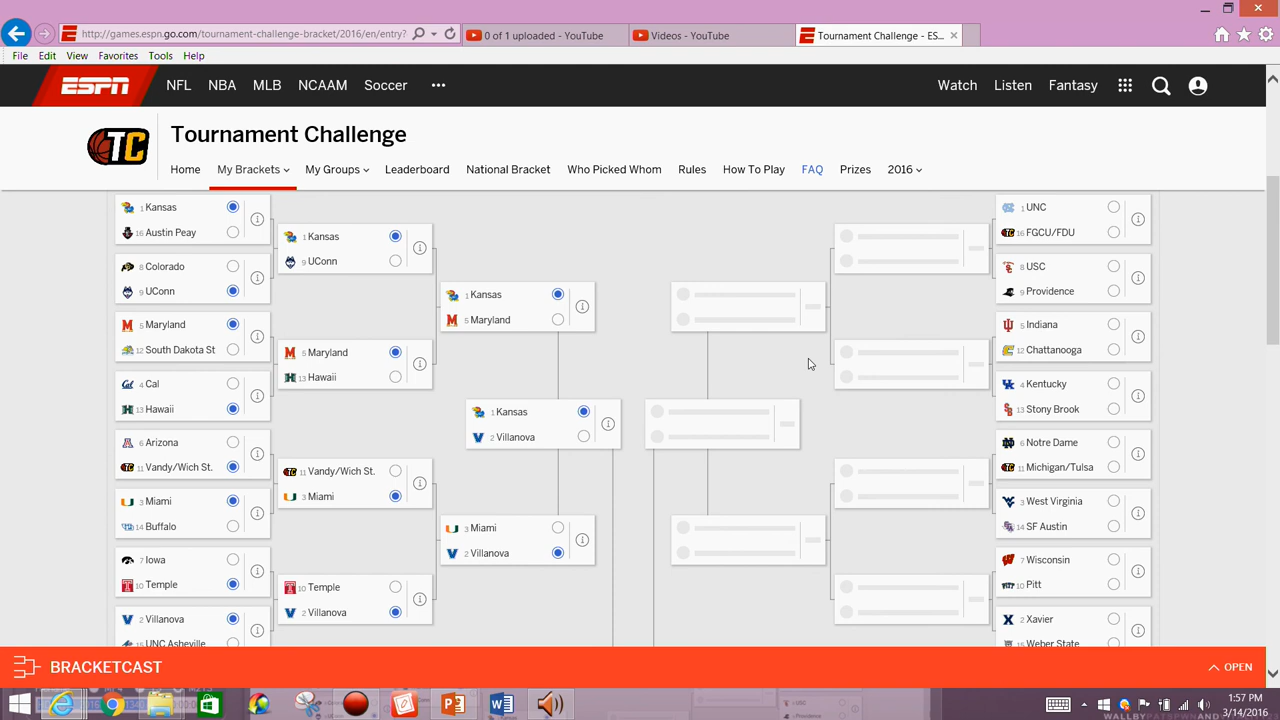 http://games.espn.go.com/tournament-challenge-bracket/2016/en/entry?
0 of 1 uploaded - YouTube
Videos - YouTube
Tournament Challenge - ES...
File Edit View Favorites Tools Help
ESPN
NFL NBA MLB NCAAM Soccer
Watch Listen Fantasy
TC
Tournament Challenge
Home My Brackets My Groups Leaderboard National Bracket Who Picked Whom Rules How To Play FAQ Prizes 2016
1 Kansas
16 Austin Peay
8 Colorado
9 UConn
5 Maryland
12 South Dakota St
4 Cal
13 Hawaii
6 Arizona
11 Vandy/Wich St.
3 Miami
14 Buffalo
7 Iowa
10 Temple
2 Villanova
15 UNC Asheville
1 Kansas
9 UConn
5 Maryland
13 Hawaii
11 Vandy/Wich St.
3 Miami
10 Temple
2 Villanova
1 Kansas
5 Maryland
3 Miami
2 Villanova
1 Kansas
2 Villanova
1 UNC
16 FGCU/FDU
8 USC
9 Providence
5 Indiana
12 Chattanooga
4 Kentucky
13 Stony Brook
6 Notre Dame
11 Michigan/Tulsa
3 West Virginia
14 SF Austin
7 Wisconsin
10 Pitt
2 Xavier
15 Weber State
BRACKETCAST
OPEN
1:57 PM
3/14/2016